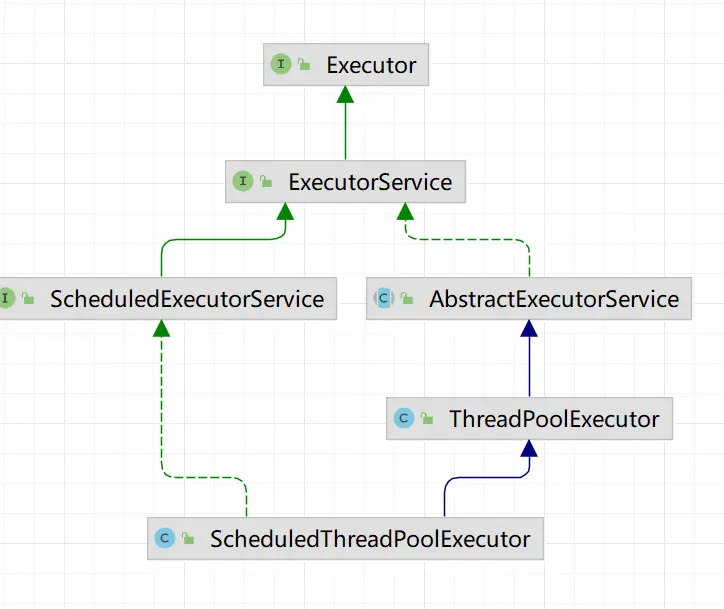 I Executor
I ExecutorService
I ScheduledExecutorService
C AbstractExecutorService
C ThreadPoolExecutor
C ScheduledThreadPoolExecutor